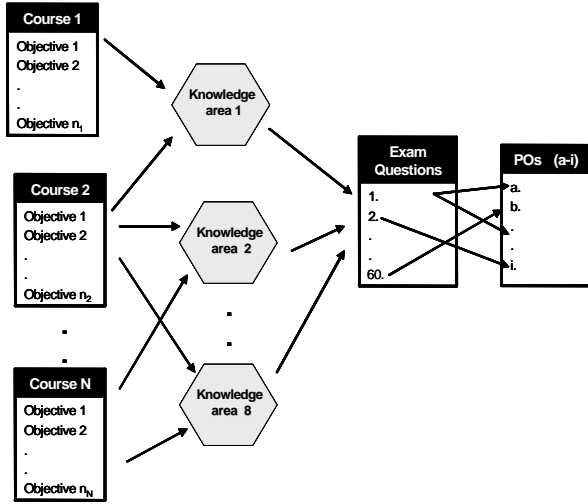 Course 1
Objective 1
Objective 2
.
.
Objective n1
Course 2
Objective 1
Objective 2
.
.
Objective n2
.
.
Course N
Objective 1
Objective 2
.
.
Objective nN
Knowledge
area 1
Knowledge
area 2
.
.
Knowledge
area 8
Exam
Questions
1.
2.
.
.
60.
POs (a-i)
a.
b.
.
.
i.